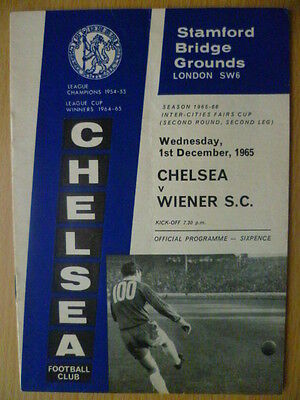 Stamford
Bridge
Grounds
LONDON SW6
LEAGUE
CHAMPIONS 1954-55
LEAGUE CUP
WINNERS 1964-65
SEASON 1965-66
INTER-CITIES FAIRS CUP
(SECOND ROUND, SECOND LEG)
Wednesday,
1st December, 1965
CHELSEA
v
WIENER S.C.
KICK-OFF 7.30 p.m.
OFFICIAL PROGRAMME — SIXPENCE
CHELSEA
FOOTBALL
CLUB
100